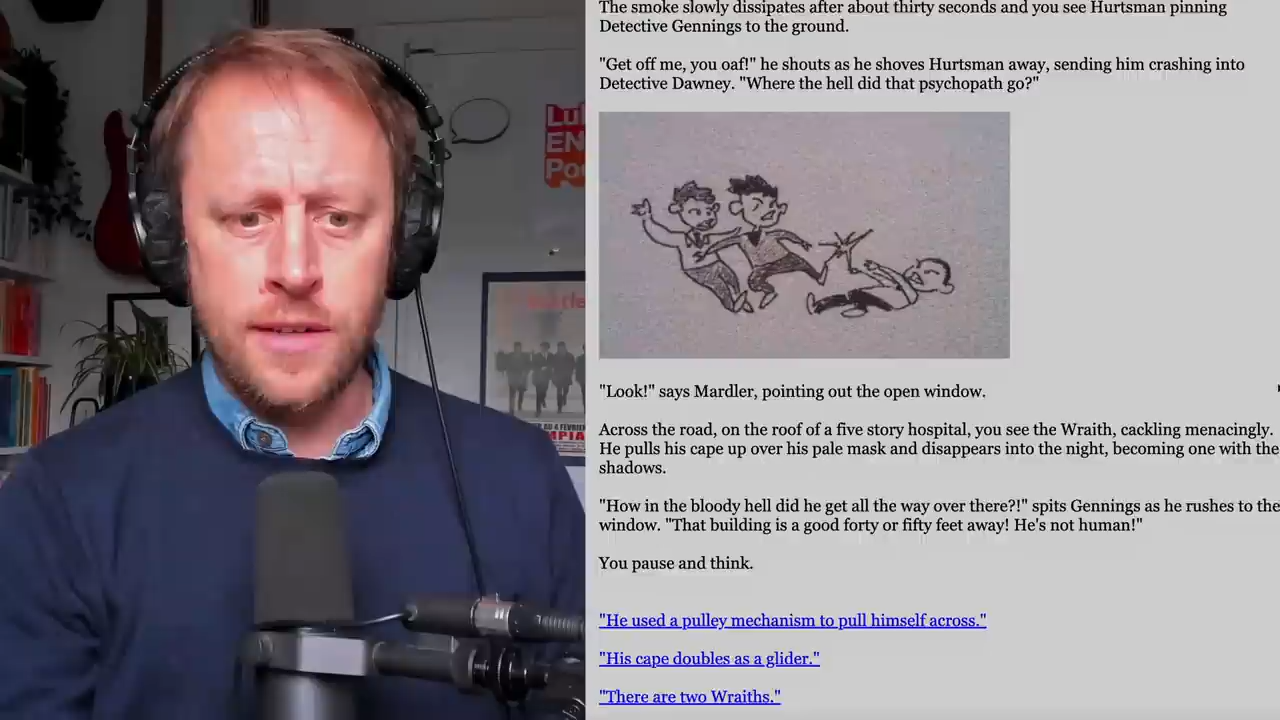 The smoke slowly dissipates after about thirty seconds and you see Hurtsman pinning
Detective Gennings to the ground.
"Get off me, you oaf!" he shouts as he shoves Hurtsman away, sending him crashing into
Detective Dawney. "Where the hell did that psychopath go?"
"Look!" says Mardler, pointing out the open window.
Across the road, on the roof of a five story hospital, you see the Wraith, cackling menacingly.
He pulls his cape up over his pale mask and disappears into the night, becoming one with the
shadows.
"How in the bloody hell did he get all the way over there?!" spits Gennings as he rushes to the
window. "That building is a good forty or fifty feet away! He's not human!"
You pause and think.
"He used a pulley mechanism to pull himself across."
"His cape doubles as a glider."
"There are two Wraiths."
Lu
EN
Po